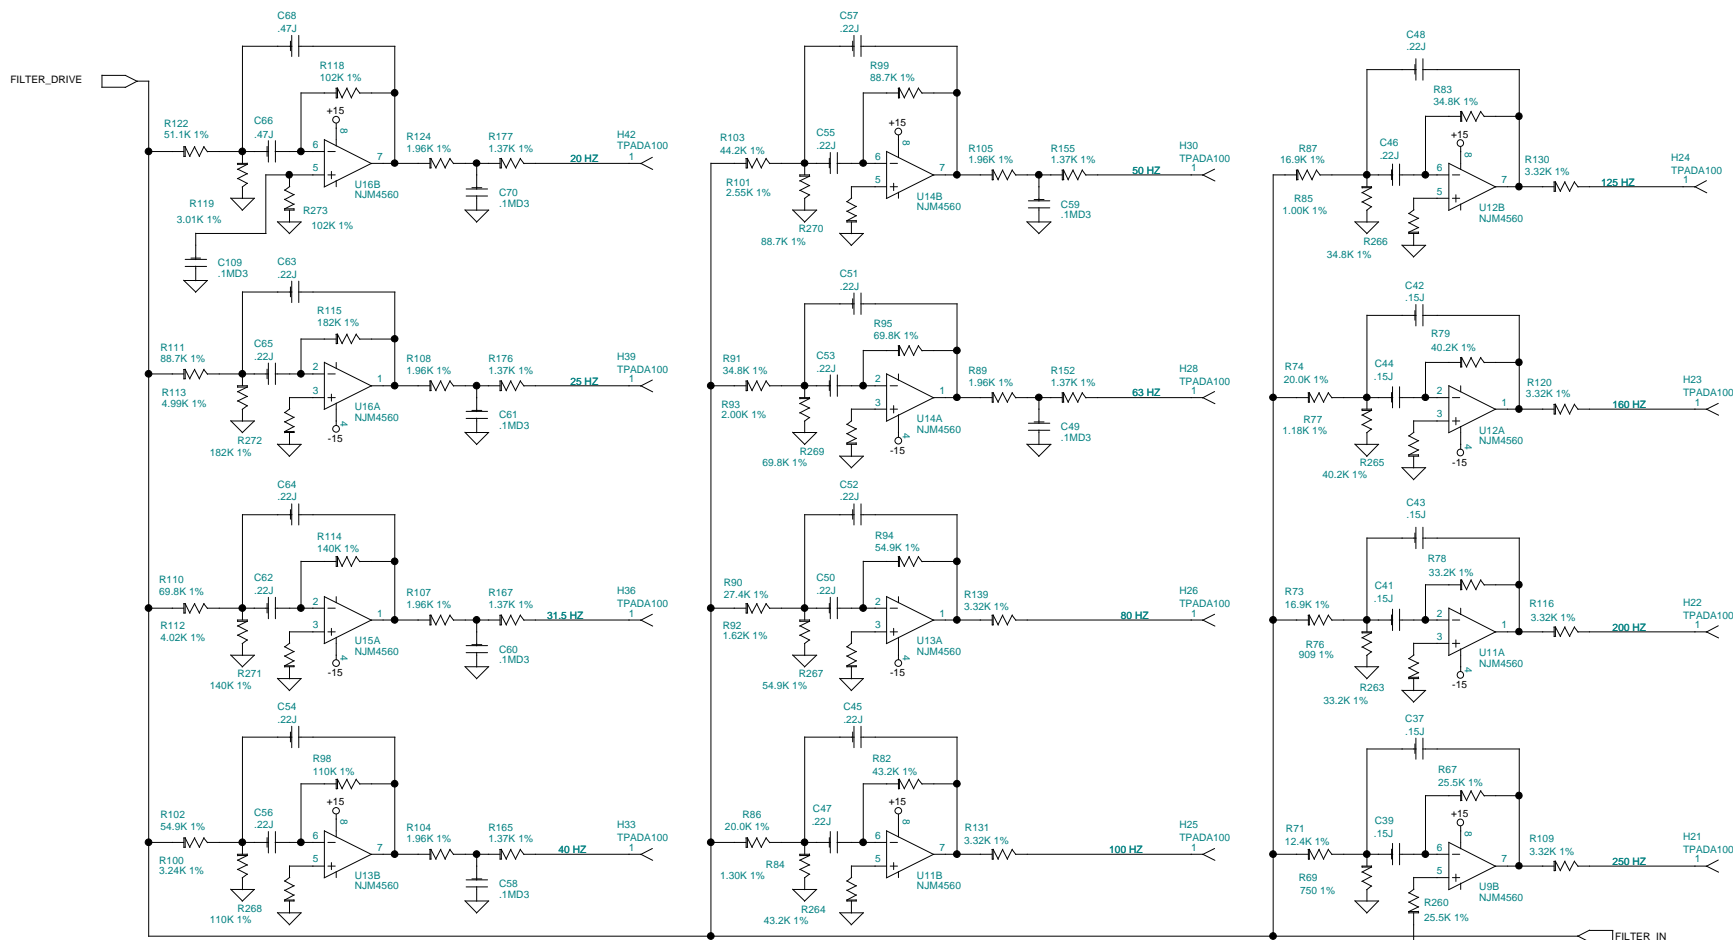 FILTER_DRIVE
C68
.47J
R118
102K 1%
+15
8
R122
51.1K 1%
C66
.47J
6
5
7
U16B
NJM4560
R124
1.96K 1%
R177
1.37K 1%
20 HZ
H42
TPADA100
1
R119
3.01K 1%
R273
102K 1%
C70
.1MD3
C109
.1MD3
C63
.22J
R115
182K 1%
R111
88.7K 1%
C65
.22J
2
3
1
U16A
NJM4560
4
-15
R108
1.96K 1%
R176
1.37K 1%
25 HZ
H39
TPADA100
1
R113
4.99K 1%
R272
182K 1%
C61
.1MD3
C64
.22J
R114
140K 1%
R110
69.8K 1%
C62
.22J
2
3
1
U15A
NJM4560
4
-15
R107
1.96K 1%
R167
1.37K 1%
31.5 HZ
H36
TPADA100
1
R112
4.02K 1%
R271
140K 1%
C60
.1MD3
C54
.22J
R98
110K 1%
+15
8
R102
54.9K 1%
C56
.22J
6
5
7
U13B
NJM4560
R104
1.96K 1%
R165
1.37K 1%
40 HZ
H33
TPADA100
1
R100
3.24K 1%
R268
110K 1%
C58
.1MD3
C57
.22J
R99
88.7K 1%
+15
8
R103
44.2K 1%
C55
.22J
6
5
7
U14B
NJM4560
R105
1.96K 1%
R155
1.37K 1%
50 HZ
H30
TPADA100
1
R101
2.55K 1%
R270
88.7K 1%
C59
.1MD3
C51
.22J
R95
69.8K 1%
R91
34.8K 1%
C53
.22J
2
3
1
U14A
NJM4560
4
-15
R89
1.96K 1%
R152
1.37K 1%
63 HZ
H28
TPADA100
1
R93
2.00K 1%
R269
69.8K 1%
C49
.1MD3
C52
.22J
R94
54.9K 1%
R90
27.4K 1%
C50
.22J
2
3
1
U13A
NJM4560
4
-15
R139
3.32K 1%
80 HZ
H26
TPADA100
1
R92
1.62K 1%
R267
54.9K 1%
C45
.22J
R82
43.2K 1%
+15
8
R86
20.0K 1%
C47
.22J
6
5
7
U11B
NJM4560
R131
3.32K 1%
100 HZ
H25
TPADA100
1
R84
1.30K 1%
R264
43.2K 1%
C48
.22J
R83
34.8K 1%
+15
8
R87
16.9K 1%
C46
.22J
6
5
7
U12B
NJM4560
R130
3.32K 1%
125 HZ
H24
TPADA100
1
R85
1.00K 1%
R266
34.8K 1%
C42
.15J
R79
40.2K 1%
R74
20.0K 1%
C44
.15J
2
3
1
U12A
NJM4560
4
-15
R120
3.32K 1%
160 HZ
H23
TPADA100
1
R77
1.18K 1%
R265
40.2K 1%
C43
.15J
R78
33.2K 1%
R73
16.9K 1%
C41
.15J
2
3
1
U11A
NJM4560
4
-15
R116
3.32K 1%
200 HZ
H22
TPADA100
1
R76
909 1%
R263
33.2K 1%
C37
.15J
R67
25.5K 1%
+15
8
R71
12.4K 1%
C39
.15J
6
5
7
U9B
NJM4560
R109
3.32K 1%
250 HZ
H21
TPADA100
1
R69
750 1%
R260
25.5K 1%
FILTER_IN